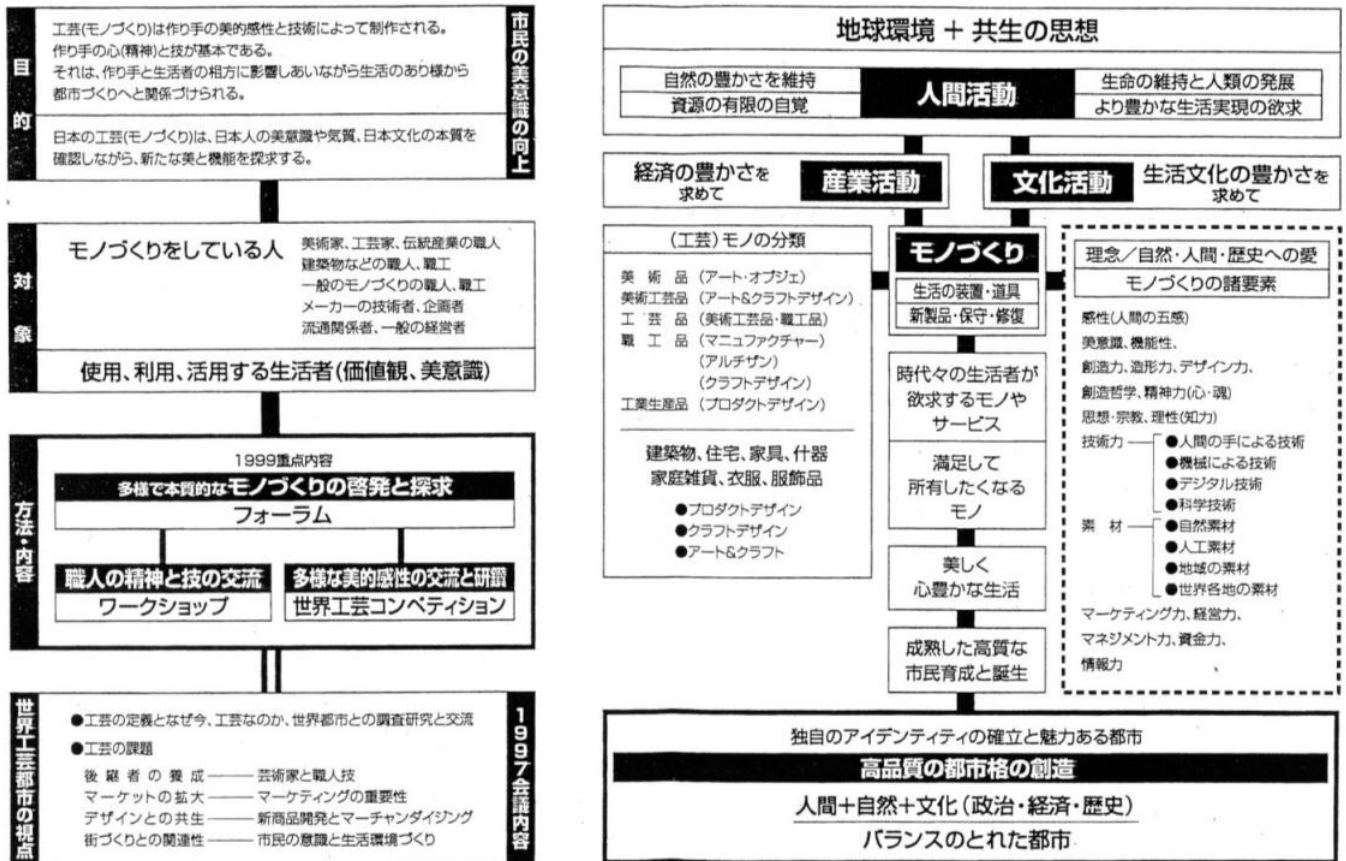 目的
工芸(モノづくり)は作り手の美的感性と技術によって制作される。
作り手の心(精神)と技が基本である。
それは、作り手と生活者の相方に影響しあいながら生活のあり様から
都市づくりへと関係づけられる。
日本の工芸(モノづくり)は、日本人の美意識や気質、日本文化の本質を
確認しながら、新たな美と機能を探求する。
市民の美意識の向上
対象
モノづくりをしている人
美術家、工芸家、伝統産業の職人
建築物などの職人、職工
一般のモノづくりの職人、職工
メーカーの技術者、企画者
流通関係者、一般の経営者
使用、利用、活用する生活者(価値観、美意識)
方法・内容
1999重点内容
多様で本質的なモノづくりの啓発と探求
フォーラム
職人の精神と技の交流
ワークショップ
多様な美的感性の交流と研鑽
世界工芸コンペティション
世界工芸都市の視点
●工芸の定義となぜ今、工芸なのか、世界都市との調査研究と交流
●工芸の課題
後継者の養成――芸術家と職人技
マーケットの拡大――マーケティングの重要性
デザインとの共生――新商品開発とマーチャンダイジング
街づくりとの関連性――市民の意識と生活環境づくり
1997会議内容
地球環境 + 共生の思想
自然の豊かさを維持
資源の有限の自覚
人間活動
生命の維持と人類の発展
より豊かな生活実現の欲求
経済の豊かさを
求めて
産業活動
文化活動
生活文化の豊かさを
求めて
(工芸)モノの分類
美術品(アート・オブジェ)
美術工芸品(アート&クラフトデザイン)
工芸品(美術工芸品・職工品)
職工品(マニュファクチャー)
(アルチザン)
(クラフトデザイン)
工業生産品(プロダクトデザイン)
建築物、住宅、家具、什器
家庭雑貨、衣服、服飾品
●プロダクトデザイン
●クラフトデザイン
●アート&クラフト
モノづくり
生活の装置・道具
新製品・保守・修復
時代々の生活者が
欲求するモノや
サービス
満足して
所有したくなる
モノ
美しく
心豊かな生活
成熟した高質な
市民育成と誕生
理念/自然・人間・歴史への愛
モノづくりの諸要素
感性(人間の五感)
美意識、機能性、
創造力、造形力、デザイン力、
創造哲学、精神力(心・魂)
思想・宗教、理性(知力)
技術力
●人間の手による技術
●機械による技術
●デジタル技術
●科学技術
素材
●自然素材
●人工素材
●地域の素材
●世界各地の素材
マーケティング力、経営力、
マネジメント力、資金力、
情報力
独自のアイデンティティの確立と魅力ある都市
高品質の都市格の創造
人間+自然+文化(政治・経済・歴史)
バランスのとれた都市